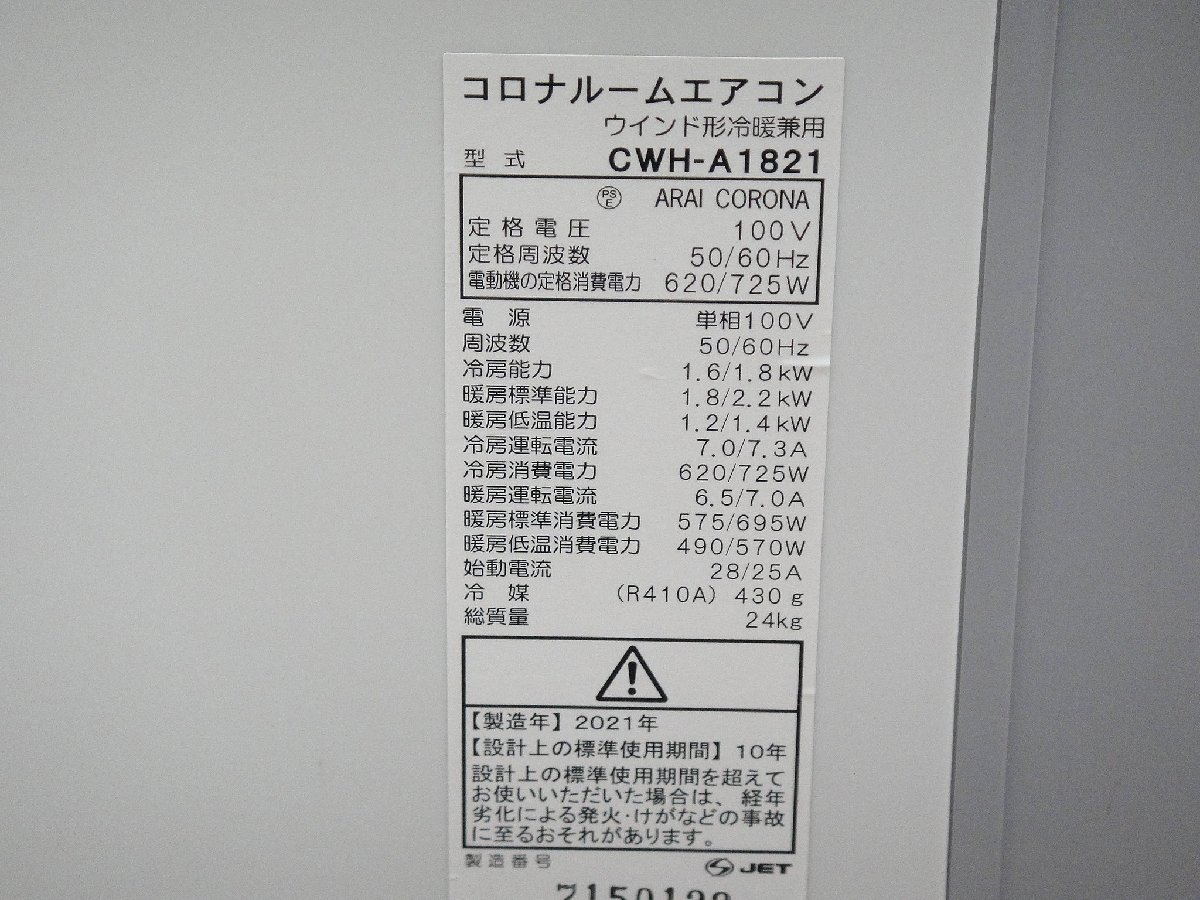 コロナルームエアコン
ウインド形冷暖兼用
型式 CWH-A1821
PSE ARAI CORONA
定格電圧 100V
定格周波数 50/60Hz
電動機の定格消費電力 620/725W
電源 単相100V
周波数 50/60Hz
冷房能力 1.6/1.8kW
暖房標準能力 1.8/2.2kW
暖房低温能力 1.2/1.4kW
冷房運転電流 7.0/7.3A
冷房消費電力 620/725W
暖房運転電流 6.5/7.0A
暖房標準消費電力 575/695W
暖房低温消費電力 490/570W
始動電流 28/25A
冷媒 (R410A) 430g
総質量 24kg
【製造年】2021年
【設計上の標準使用期間】10年
設計上の標準使用期間を超えて
お使いいただいた場合は、経年
劣化による発火・けがなどの事故
に至るおそれがあります。
製造番号 JET